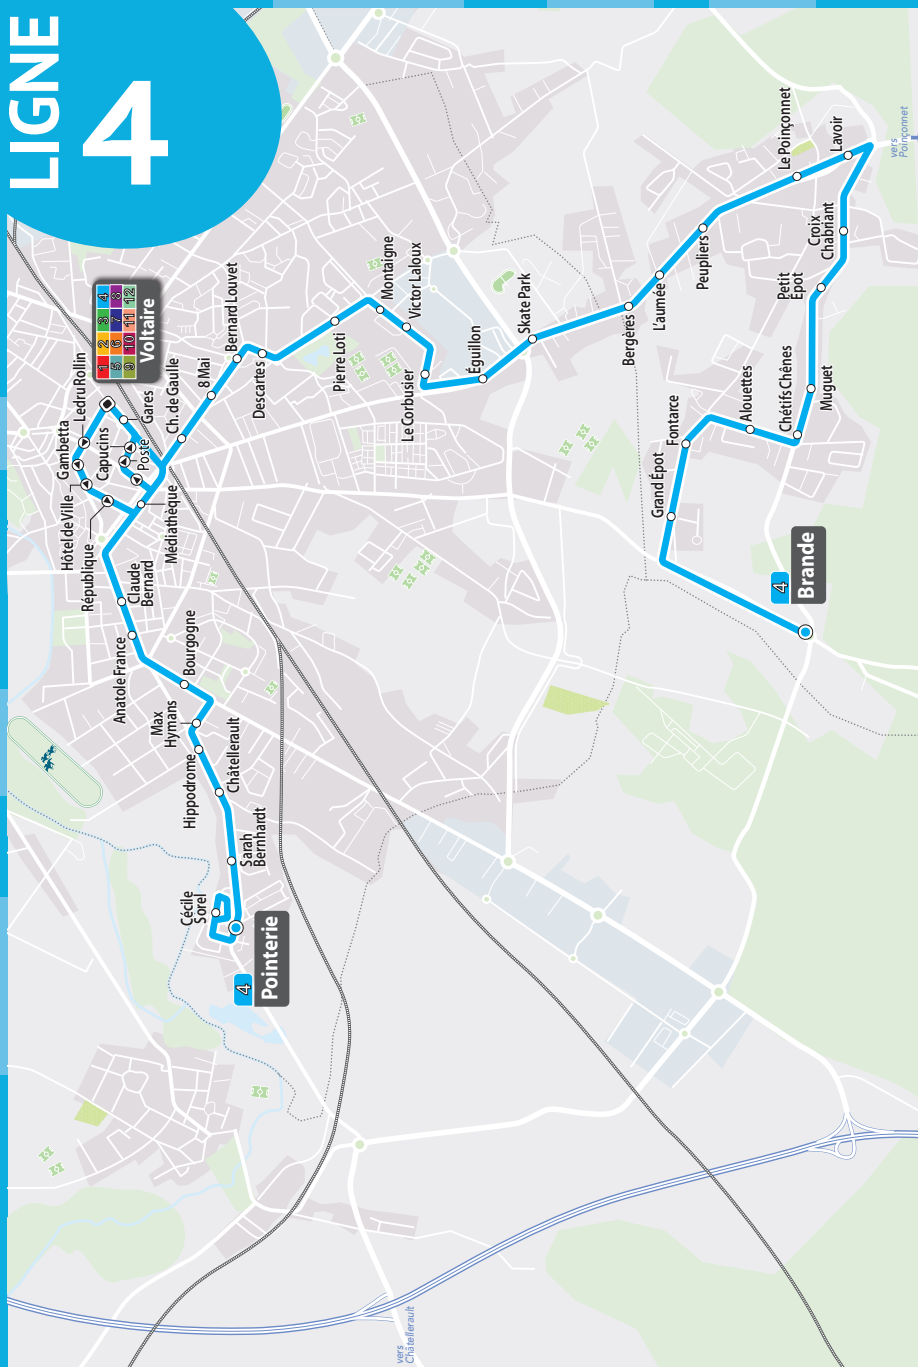 LIGNE
4
Voltaire
1 2 3 4
5 6 7 8
9 10 11 12
Ledru Rollin
Gambetta
Hôtel de Ville
République
Capucins
Gares
Poste
Médiathèque
Ch. de Gaulle
8 Mai
Bernard Louvet
Descartes
Pierre Loti
Montaigne
Victor Laloux
Le Corbusier
Éguillon
Skate Park
Bergères
L'aumée
Peupliers
Le Poinçonnet
Lavoir
vers
Poinçonnet
Croix
Chabriant
Petit
Épot
Muguet
Chétifs Chênes
Alouettes
Fontarce
Grand Épot
4
Brande
Claude
Bernard
Anatole France
Bourgogne
Max
Hymans
Hippodrome
Châtellerault
Sarah
Bernhardt
Cécile
Sorel
4
Pointerie
vers
Châtellerault